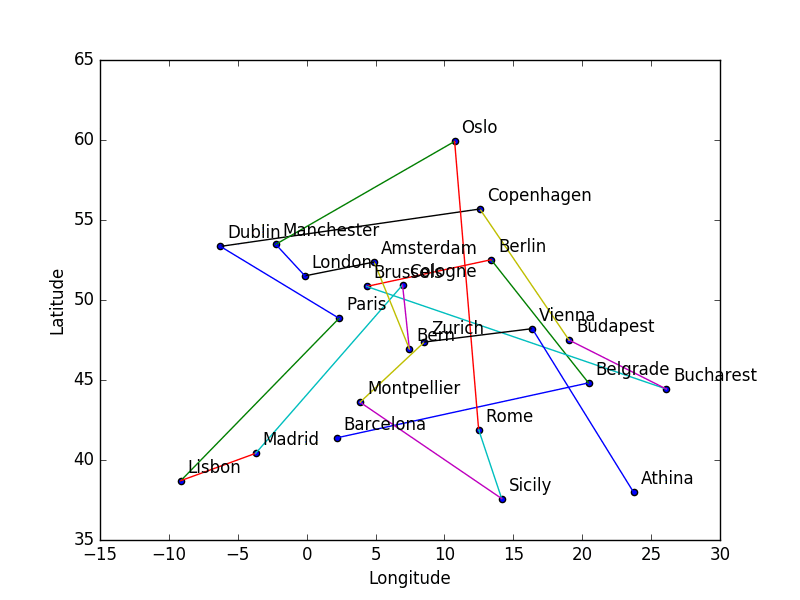 65
60
55
50
45
40
35
Latitude
Oslo
Copenhagen
Dublin
Manchester
Berlin
Amsterdam
London
Brussels
Cologne
Paris
Vienna
Zurich
Bern
Budapest
Belgrade
Bucharest
Montpellier
Barcelona
Rome
Madrid
Lisbon
Sicily
Athina
−15
−10
−5
0
5
10
15
20
25
30
Longitude